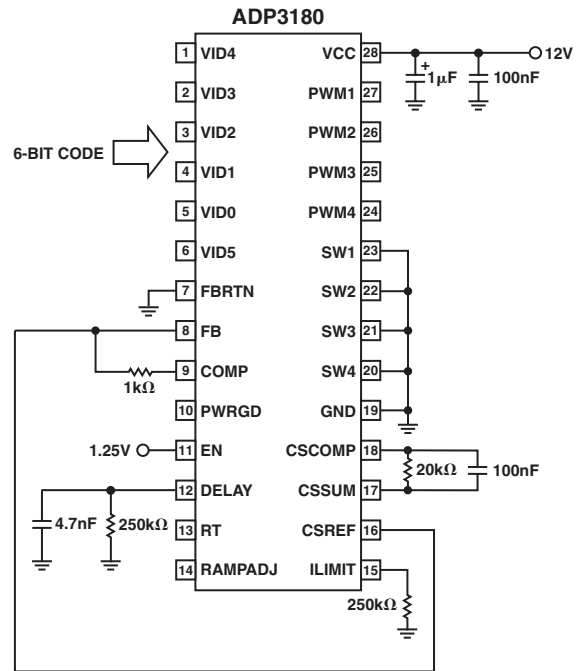 ADP3180
1 VID4
VCC 28
12V
1μF
+
100nF
2 VID3
PWM1 27
3 VID2
PWM2 26
6-BIT CODE
4 VID1
PWM3 25
5 VID0
PWM4 24
6 VID5
SW1 23
7 FBRTN
SW2 22
8 FB
SW3 21
9 COMP
SW4 20
1kΩ
10 PWRGD
GND 19
1.25V
11 EN
CSCOMP 18
20kΩ
100nF
12 DELAY
CSSUM 17
4.7nF
250kΩ
13 RT
CSREF 16
14 RAMPADJ
ILIMIT 15
250kΩ